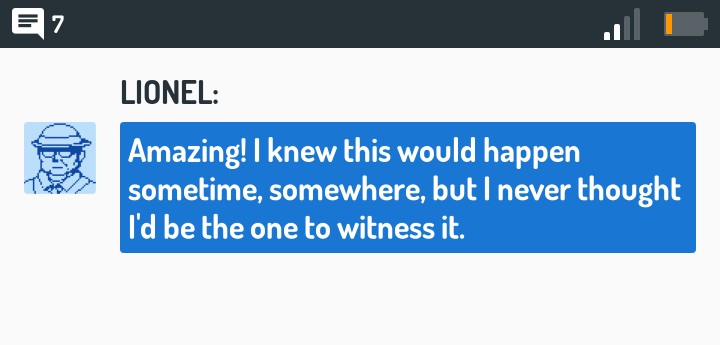 7
LIONEL:
Amazing! I knew this would happen
sometime, somewhere, but I never thought
I'd be the one to witness it.